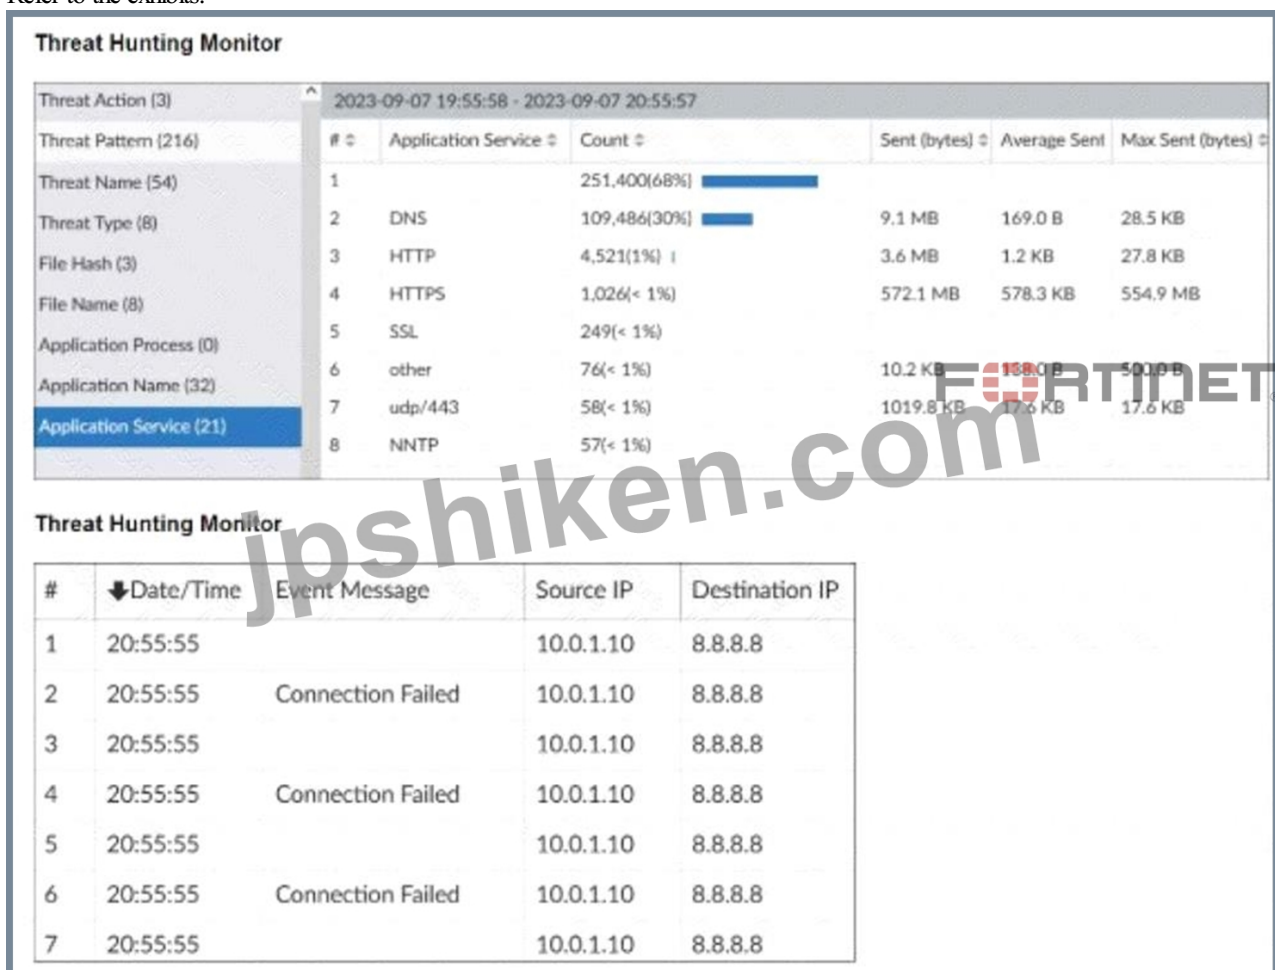 Refer to the exhibits.
Threat Hunting Monitor
Threat Action (3)
2023-09-07 19:55:58 - 2023-09-07 20:55:57
Threat Pattern (216)
# Application Service Count Sent (bytes) Average Sent Max Sent (bytes)
Threat Name (54)
1 251,400(68%)
Threat Type (8)
2 DNS 109,486(30%) 9.1 MB 169.0 B 28.5 KB
File Hash (3)
3 HTTP 4,521(1%) 3.6 MB 1.2 KB 27.8 KB
File Name (8)
4 HTTPS 1,026(< 1%) 572.1 MB 578.3 KB 554.9 MB
Application Process (0)
5 SSL 249(< 1%)
Application Name (32)
6 other 76(< 1%) 10.2 KB 138.0 B 500.0 B
FORTINET
Application Service (21)
7 udp/443 58(< 1%) 1019.8 KB 17.6 KB 17.6 KB
8 NNTP 57(< 1%)
jpshiken.com
Threat Hunting Monitor
# Date/Time Event Message Source IP Destination IP
1 20:55:55 10.0.1.10 8.8.8.8
2 20:55:55 Connection Failed 10.0.1.10 8.8.8.8
3 20:55:55 10.0.1.10 8.8.8.8
4 20:55:55 Connection Failed 10.0.1.10 8.8.8.8
5 20:55:55 10.0.1.10 8.8.8.8
6 20:55:55 Connection Failed 10.0.1.10 8.8.8.8
7 20:55:55 10.0.1.10 8.8.8.8